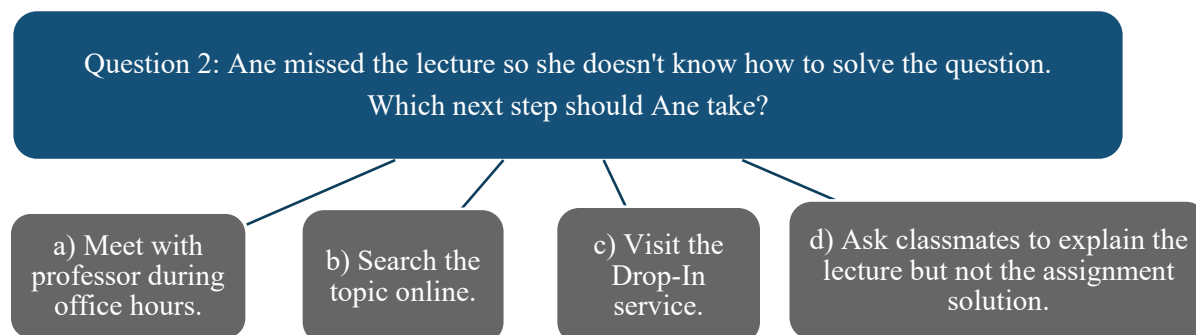 Question 2: Ane missed the lecture so she doesn't know how to solve the question.
Which next step should Ane take?
a) Meet with
professor during
office hours.
b) Search the
topic online.
c) Visit the
Drop-In
service.
d) Ask classmates to explain the
lecture but not the assignment
solution.